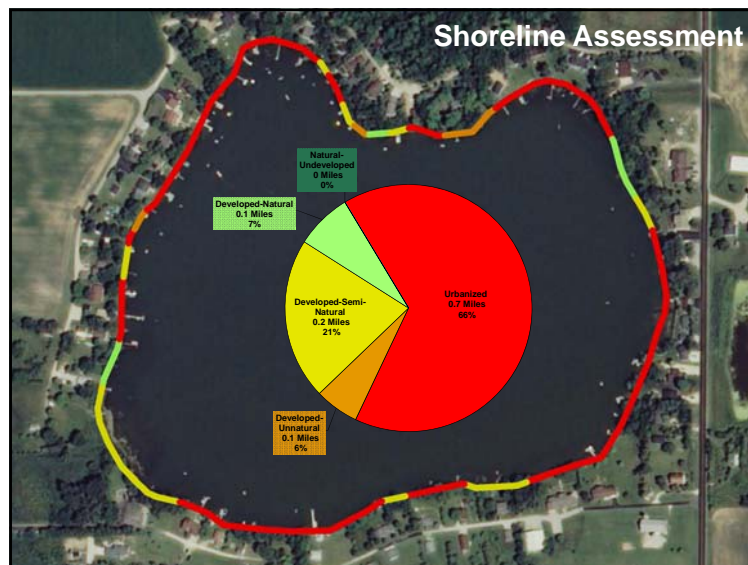 Shoreline Assessment
Natural-
Undeveloped
0 Miles
0%
Developed-Natural
0.1 Miles
7%
Urbanized
0.7 Miles
66%
Developed-Semi-
Natural
0.2 Miles
21%
Developed-
Unnatural
0.1 Miles
6%